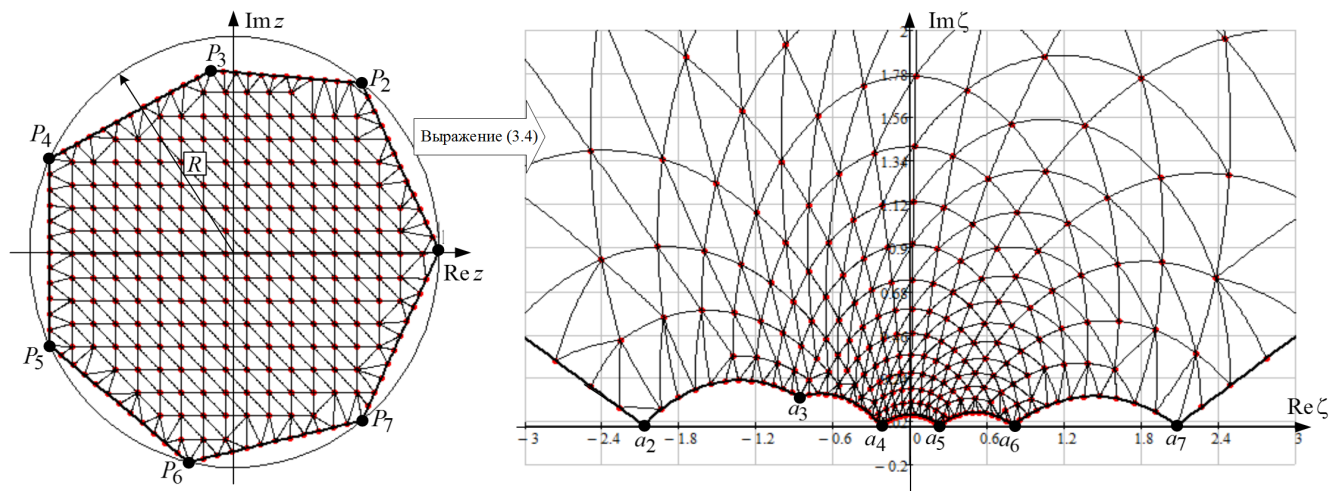 Im z
P3
P2
P4
R
Re z
P5
P7
P6
Выражение (3.4)
Im ζ
2
1.78
1.56
1.34
1.12
0.9
0.68
− 0.2
Re ζ
a2
a3
a4
a5
a6
a7
− 3 − 2.4 − 1.8 − 1.2 − 0.6 0 0.6 1.2 1.8 2.4 3